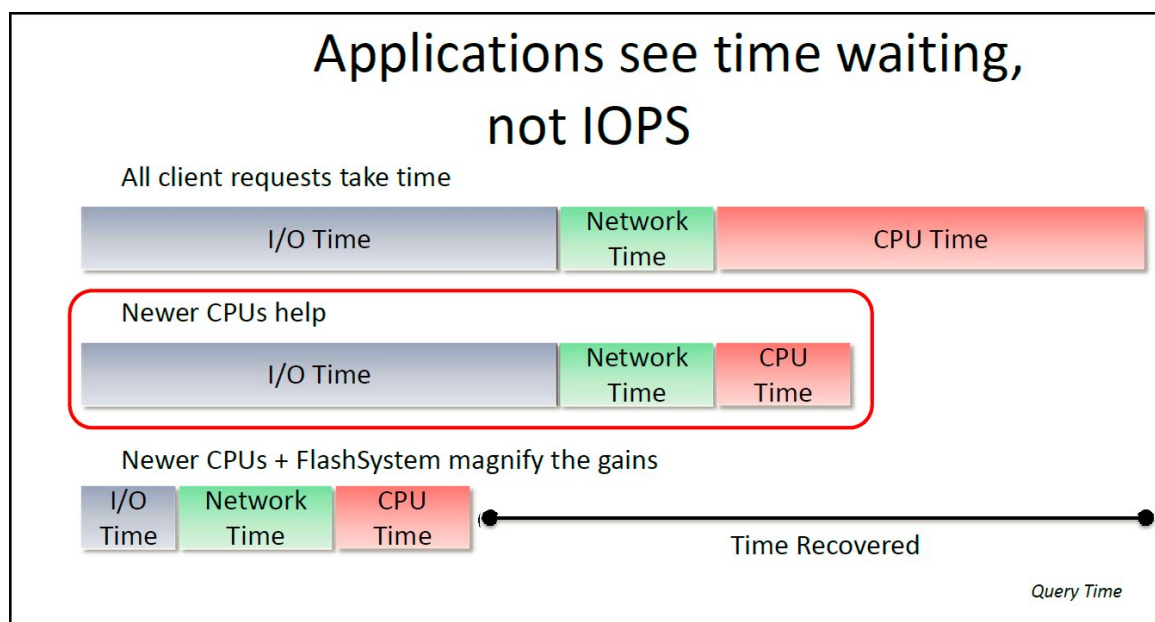 Applications see time waiting,
not IOPS
All client requests take time
I/O Time
Network
Time
CPU Time
Newer CPUs help
I/O Time
Network
Time
CPU
Time
Newer CPUs + FlashSystem magnify the gains
I/O
Time
Network
Time
CPU
Time
Time Recovered
Query Time